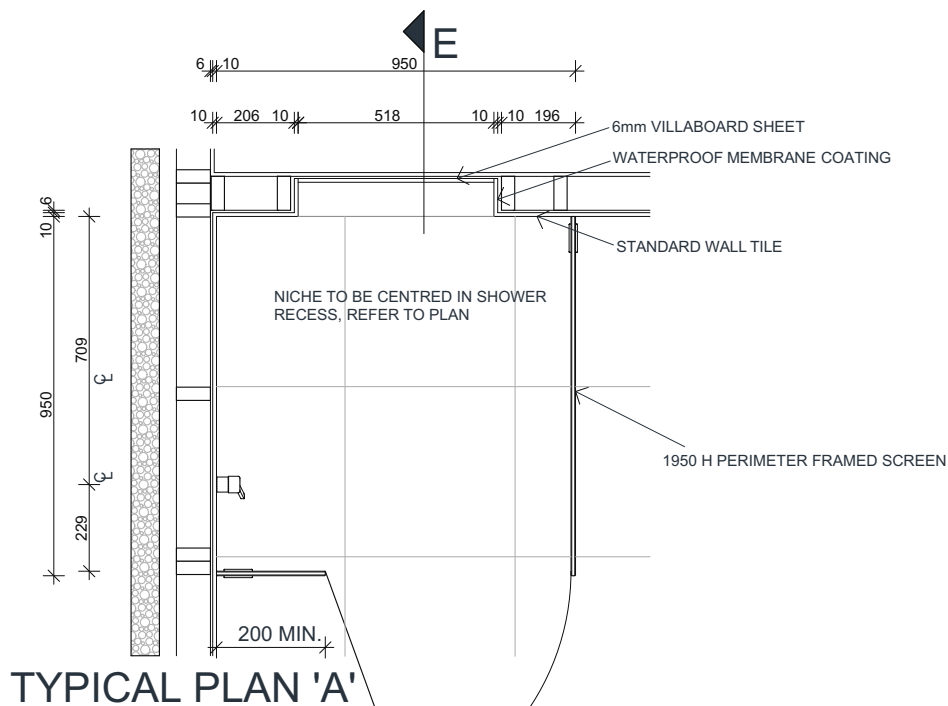 E
6 10 950
10 206 10 518 10 10 196
6mm VILLABOARD SHEET
WATERPROOF MEMBRANE COATING
10 6
STANDARD WALL TILE
NICHE TO BE CENTRED IN SHOWER
RECESS, REFER TO PLAN
709
CL
950
1950 H PERIMETER FRAMED SCREEN
CL
229
200 MIN.
TYPICAL PLAN 'A'